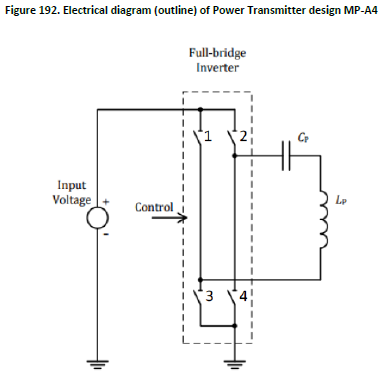 Figure 192. Electrical diagram (outline) of Power Transmitter design MP-A4
Full-bridge
Inverter
1
2
Cp
Input
Voltage
+
-
Control
Lp
3
4